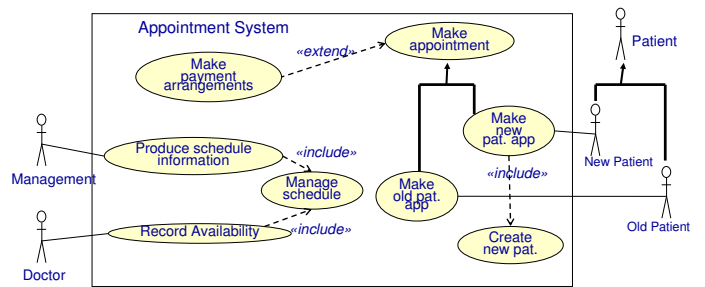 Appointment System
Make
appointment
Patient
«extend»
Make
payment
arrangements
Make
new
pat. app
Produce schedule
information
«include»
New Patient
Management
«include»
Manage
schedule
Make
old pat.
app
Old Patient
Record Availability
«include»
Create
new pat.
Doctor